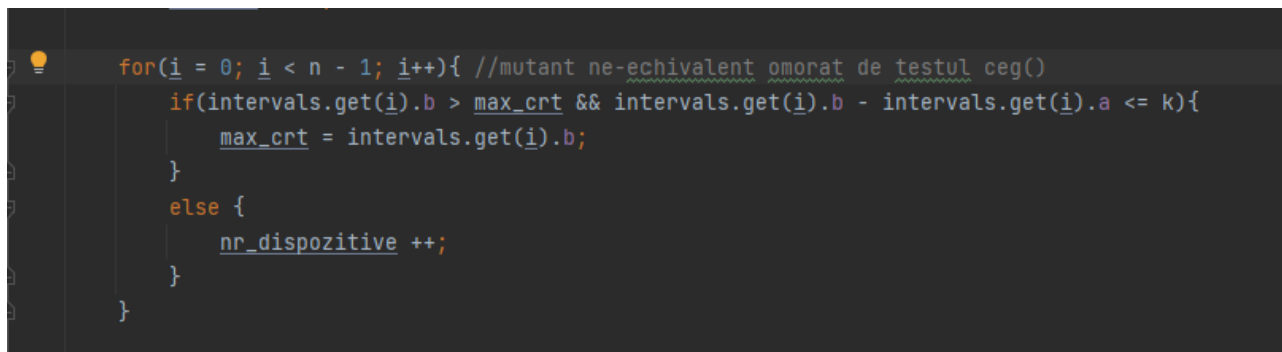 for(i = 0; i < n - 1; i++){ //mutant ne-echivalent omorat de testul ceg()
if(intervals.get(i).b > max_crt && intervals.get(i).b - intervals.get(i).a <= k){
max_crt = intervals.get(i).b;
}
else {
nr_dispozitive ++;
}
}